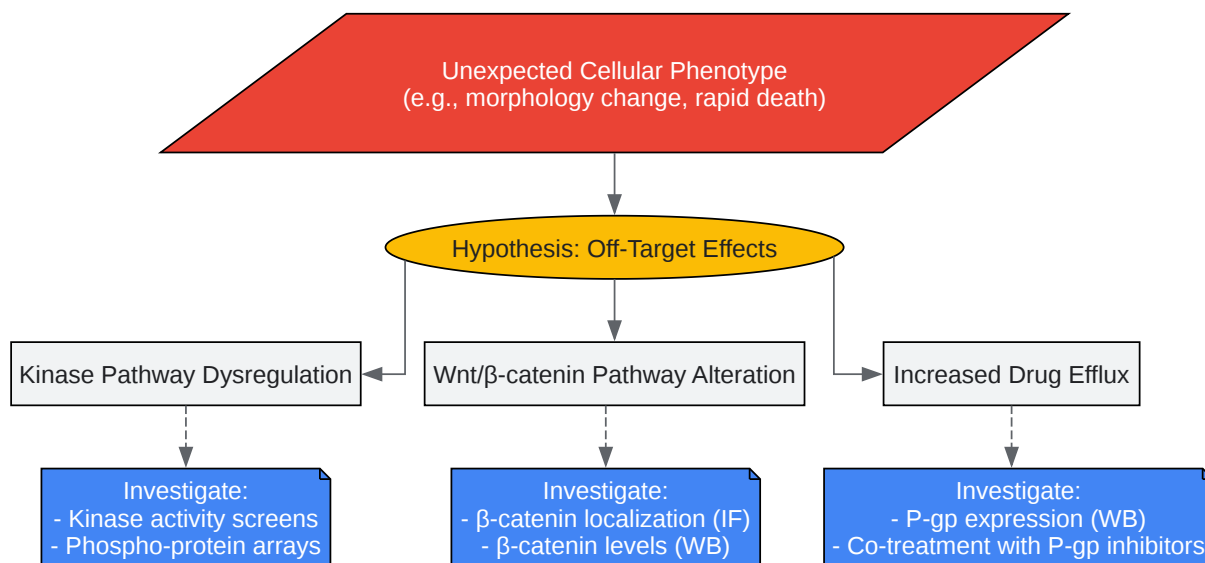 Unexpected Cellular Phenotype
(e.g., morphology change, rapid death)
Hypothesis: Off-Target Effects
Kinase Pathway Dysregulation
Wnt/β-catenin Pathway Alteration
Increased Drug Efflux
Investigate:
- Kinase activity screens
- Phospho-protein arrays
Investigate:
- β-catenin localization (IF)
- β-catenin levels (WB)
Investigate:
- P-gp expression (WB)
- Co-treatment with P-gp inhibitors